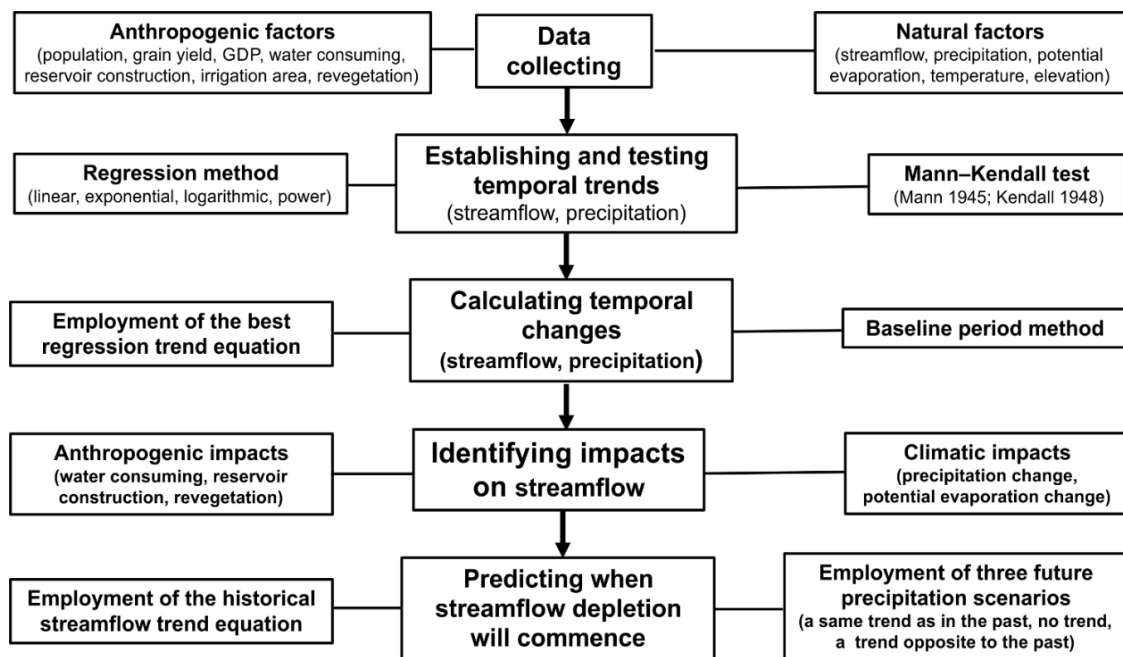 Anthropogenic factors
(population, grain yield, GDP, water consuming,
reservoir construction, irrigation area, revegetation)
Data
collecting
Natural factors
(streamflow, precipitation, potential
evaporation, temperature, elevation)
Regression method
(linear, exponential, logarithmic, power)
Establishing and testing
temporal trends
(streamflow, precipitation)
Mann–Kendall test
(Mann 1945; Kendall 1948)
Employment of the best
regression trend equation
Calculating temporal
changes
(streamflow, precipitation)
Baseline period method
Anthropogenic impacts
(water consuming, reservoir
construction, revegetation)
Identifying impacts
on streamflow
Climatic impacts
(precipitation change,
potential evaporation change)
Employment of the historical
streamflow trend equation
Predicting when
streamflow depletion
will commence
Employment of three future
precipitation scenarios
(a same trend as in the past, no trend,
a trend opposite to the past)